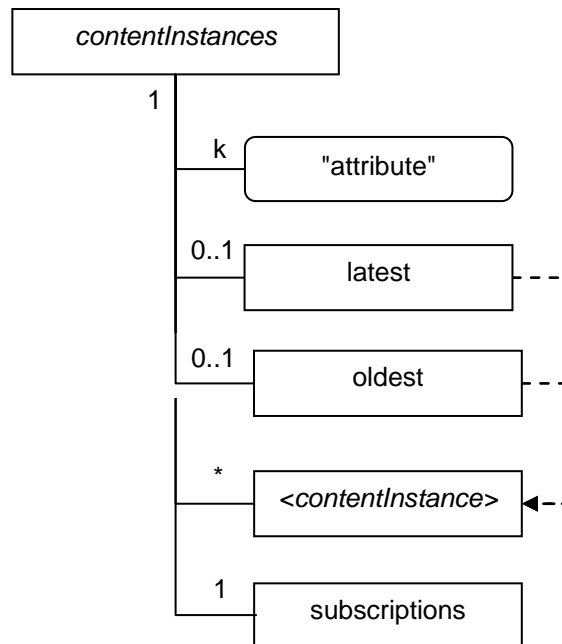 contentInstances
1
k
"attribute"
0..1
latest
0..1
oldest
*
<contentInstance>
1
subscriptions